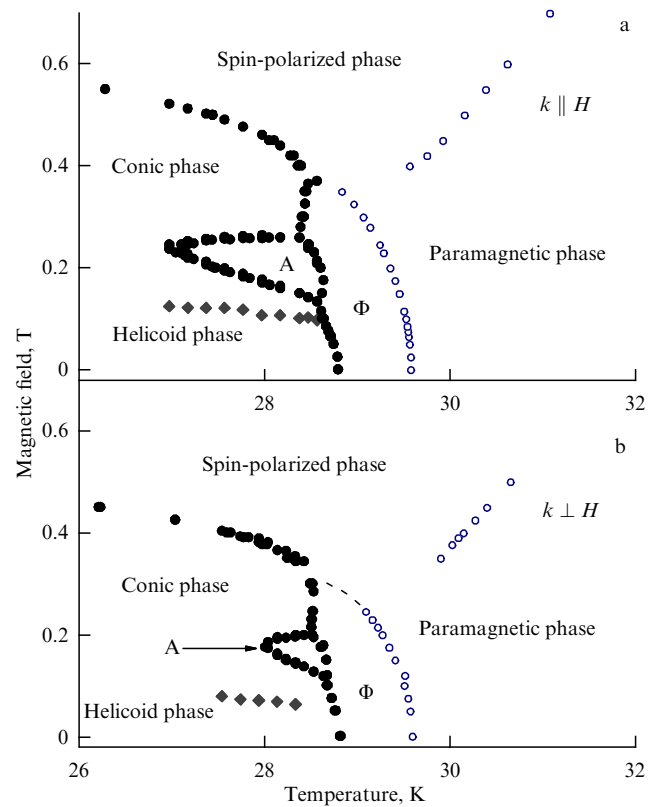 a
Spin-polarized phase
0.6
k ∥ H
Conic phase
0.4
Paramagnetic phase
A
0.2
Φ
Helicoid phase
0
28
30
32
Magnetic field, T
b
0.6
Spin-polarized phase
k ⊥ H
0.4
Conic phase
Paramagnetic phase
0.2
A
Φ
Helicoid phase
0
26
28
30
32
Temperature, K